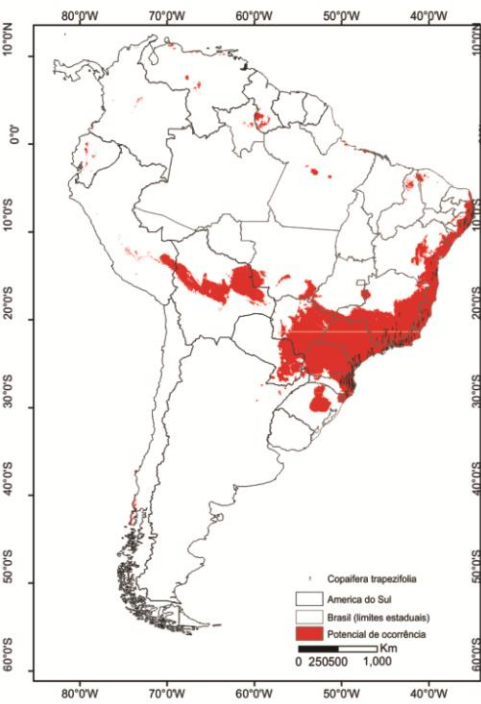 80°0'W 70°0'W 60°0'W 50°0'W 40°0'W
10°0'N 10°0'N
0°0' 0°0'
10°0'S 10°0'S
20°0'S 20°0'S
30°0'S 30°0'S
40°0'S 40°0'S
50°0'S 50°0'S
60°0'S 60°0'S
Copaifera trapezifolia
America do Sul
Brasil (limites estaduais)
Potencial de ocorrência
Km
0 250500 1,000
80°0'W 70°0'W 60°0'W 50°0'W 40°0'W